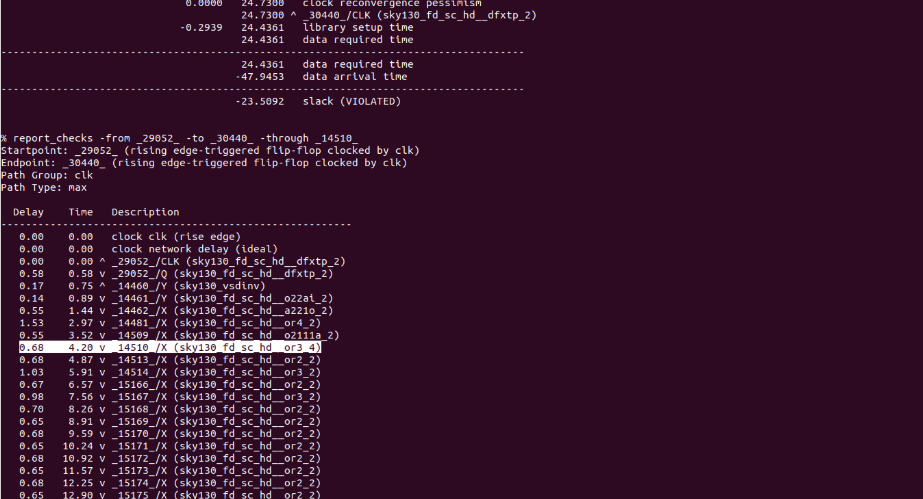 0.0000   24.7300   clock reconvergence pessimism
24.7300 ^ _30440_/CLK (sky130_fd_sc_hd__dfxtp_2)
-0.2939   24.4361   library setup time
24.4361   data required time
-----------------------------------------------------------------------------
24.4361   data required time
-47.9453   data arrival time
-----------------------------------------------------------------------------
-23.5092   slack (VIOLATED)
% report_checks -from _29052_ -to _30440_ -through _14510_
Startpoint: _29052_ (rising edge-triggered flip-flop clocked by clk)
Endpoint: _30440_ (rising edge-triggered flip-flop clocked by clk)
Path Group: clk
Path Type: max
Delay    Time   Description
-----------------------------------------------------------
0.00    0.00   clock clk (rise edge)
0.00    0.00   clock network delay (ideal)
0.00    0.00 ^ _29052_/CLK (sky130_fd_sc_hd__dfxtp_2)
0.58    0.58 v _29052_/Q (sky130_fd_sc_hd__dfxtp_2)
0.17    0.75 ^ _14460_/Y (sky130_vsdinv)
0.14    0.89 v _14461_/Y (sky130_fd_sc_hd__o22ai_2)
0.55    1.44 v _14462_/X (sky130_fd_sc_hd__a221o_2)
1.53    2.97 v _14481_/X (sky130_fd_sc_hd__or4_2)
0.55    3.52 v _14509_/X (sky130_fd_sc_hd__o2111a_2)
0.68    4.20 v _14510_/X (sky130_fd_sc_hd__or3_4)
0.68    4.87 v _14513_/X (sky130_fd_sc_hd__or2_2)
1.03    5.91 v _14514_/X (sky130_fd_sc_hd__or3_2)
0.67    6.57 v _15166_/X (sky130_fd_sc_hd__or2_2)
0.98    7.56 v _15167_/X (sky130_fd_sc_hd__or3_2)
0.70    8.26 v _15168_/X (sky130_fd_sc_hd__or2_2)
0.65    8.91 v _15169_/X (sky130_fd_sc_hd__or2_2)
0.68    9.59 v _15170_/X (sky130_fd_sc_hd__or2_2)
0.65   10.24 v _15171_/X (sky130_fd_sc_hd__or2_2)
0.68   10.92 v _15172_/X (sky130_fd_sc_hd__or2_2)
0.65   11.57 v _15173_/X (sky130_fd_sc_hd__or2_2)
0.68   12.25 v _15174_/X (sky130_fd_sc_hd__or2_2)
0.65   12.90 v _15175_/X (sky130_fd_sc_hd__or2_2)